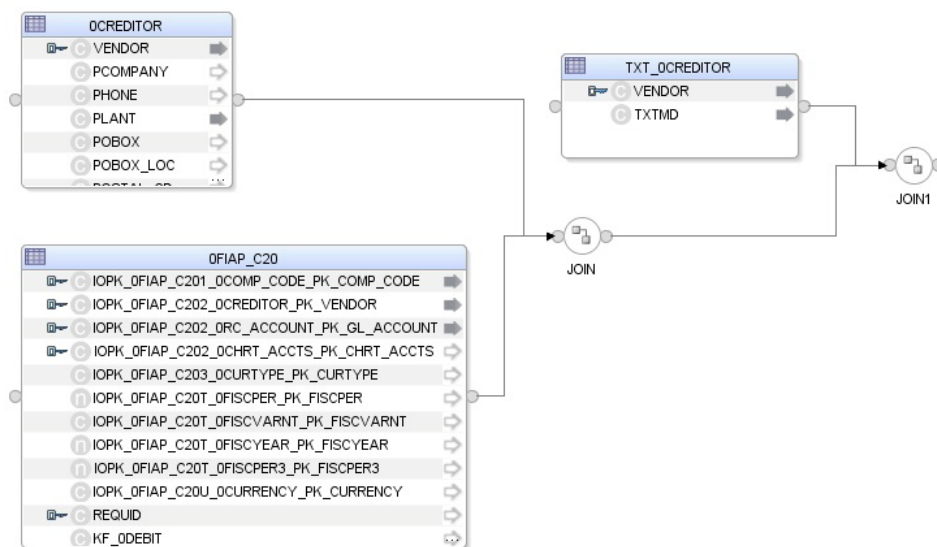 0CREDITOR
VENDOR
PCOMPANY
PHONE
PLANT
POBOX
POBOX_LOC
TXT_0CREDITOR
VENDOR
TXTMD
JOIN1
JOIN
0FIAP_C20
IOPK_0FIAP_C201_0COMP_CODE_PK_COMP_CODE
IOPK_0FIAP_C202_0CREDITOR_PK_VENDOR
IOPK_0FIAP_C202_0RC_ACCOUNT_PK_GL_ACCOUNT
IOPK_0FIAP_C202_0CHRT_ACCTS_PK_CHRT_ACCTS
IOPK_0FIAP_C203_0CURTYPE_PK_CURTYPE
IOPK_0FIAP_C20T_0FISCPER_PK_FISCPER
IOPK_0FIAP_C20T_0FISCVARNT_PK_FISCVARNT
IOPK_0FIAP_C20T_0FISCYEAR_PK_FISCYEAR
IOPK_0FIAP_C20T_0FISCPER3_PK_FISCPER3
IOPK_0FIAP_C20U_0CURRENCY_PK_CURRENCY
REQUID
KF_0DEBIT